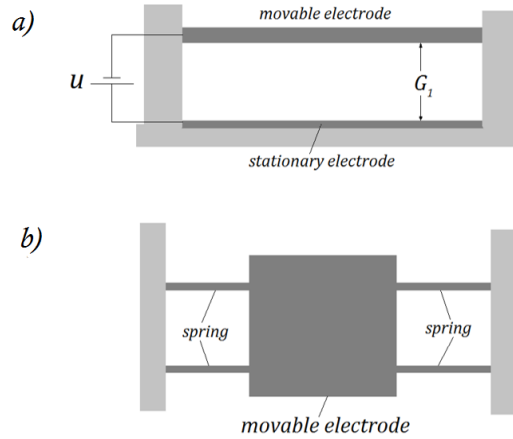 a)
movable electrode
u
G1
stationary electrode
b)
spring
spring
movable electrode